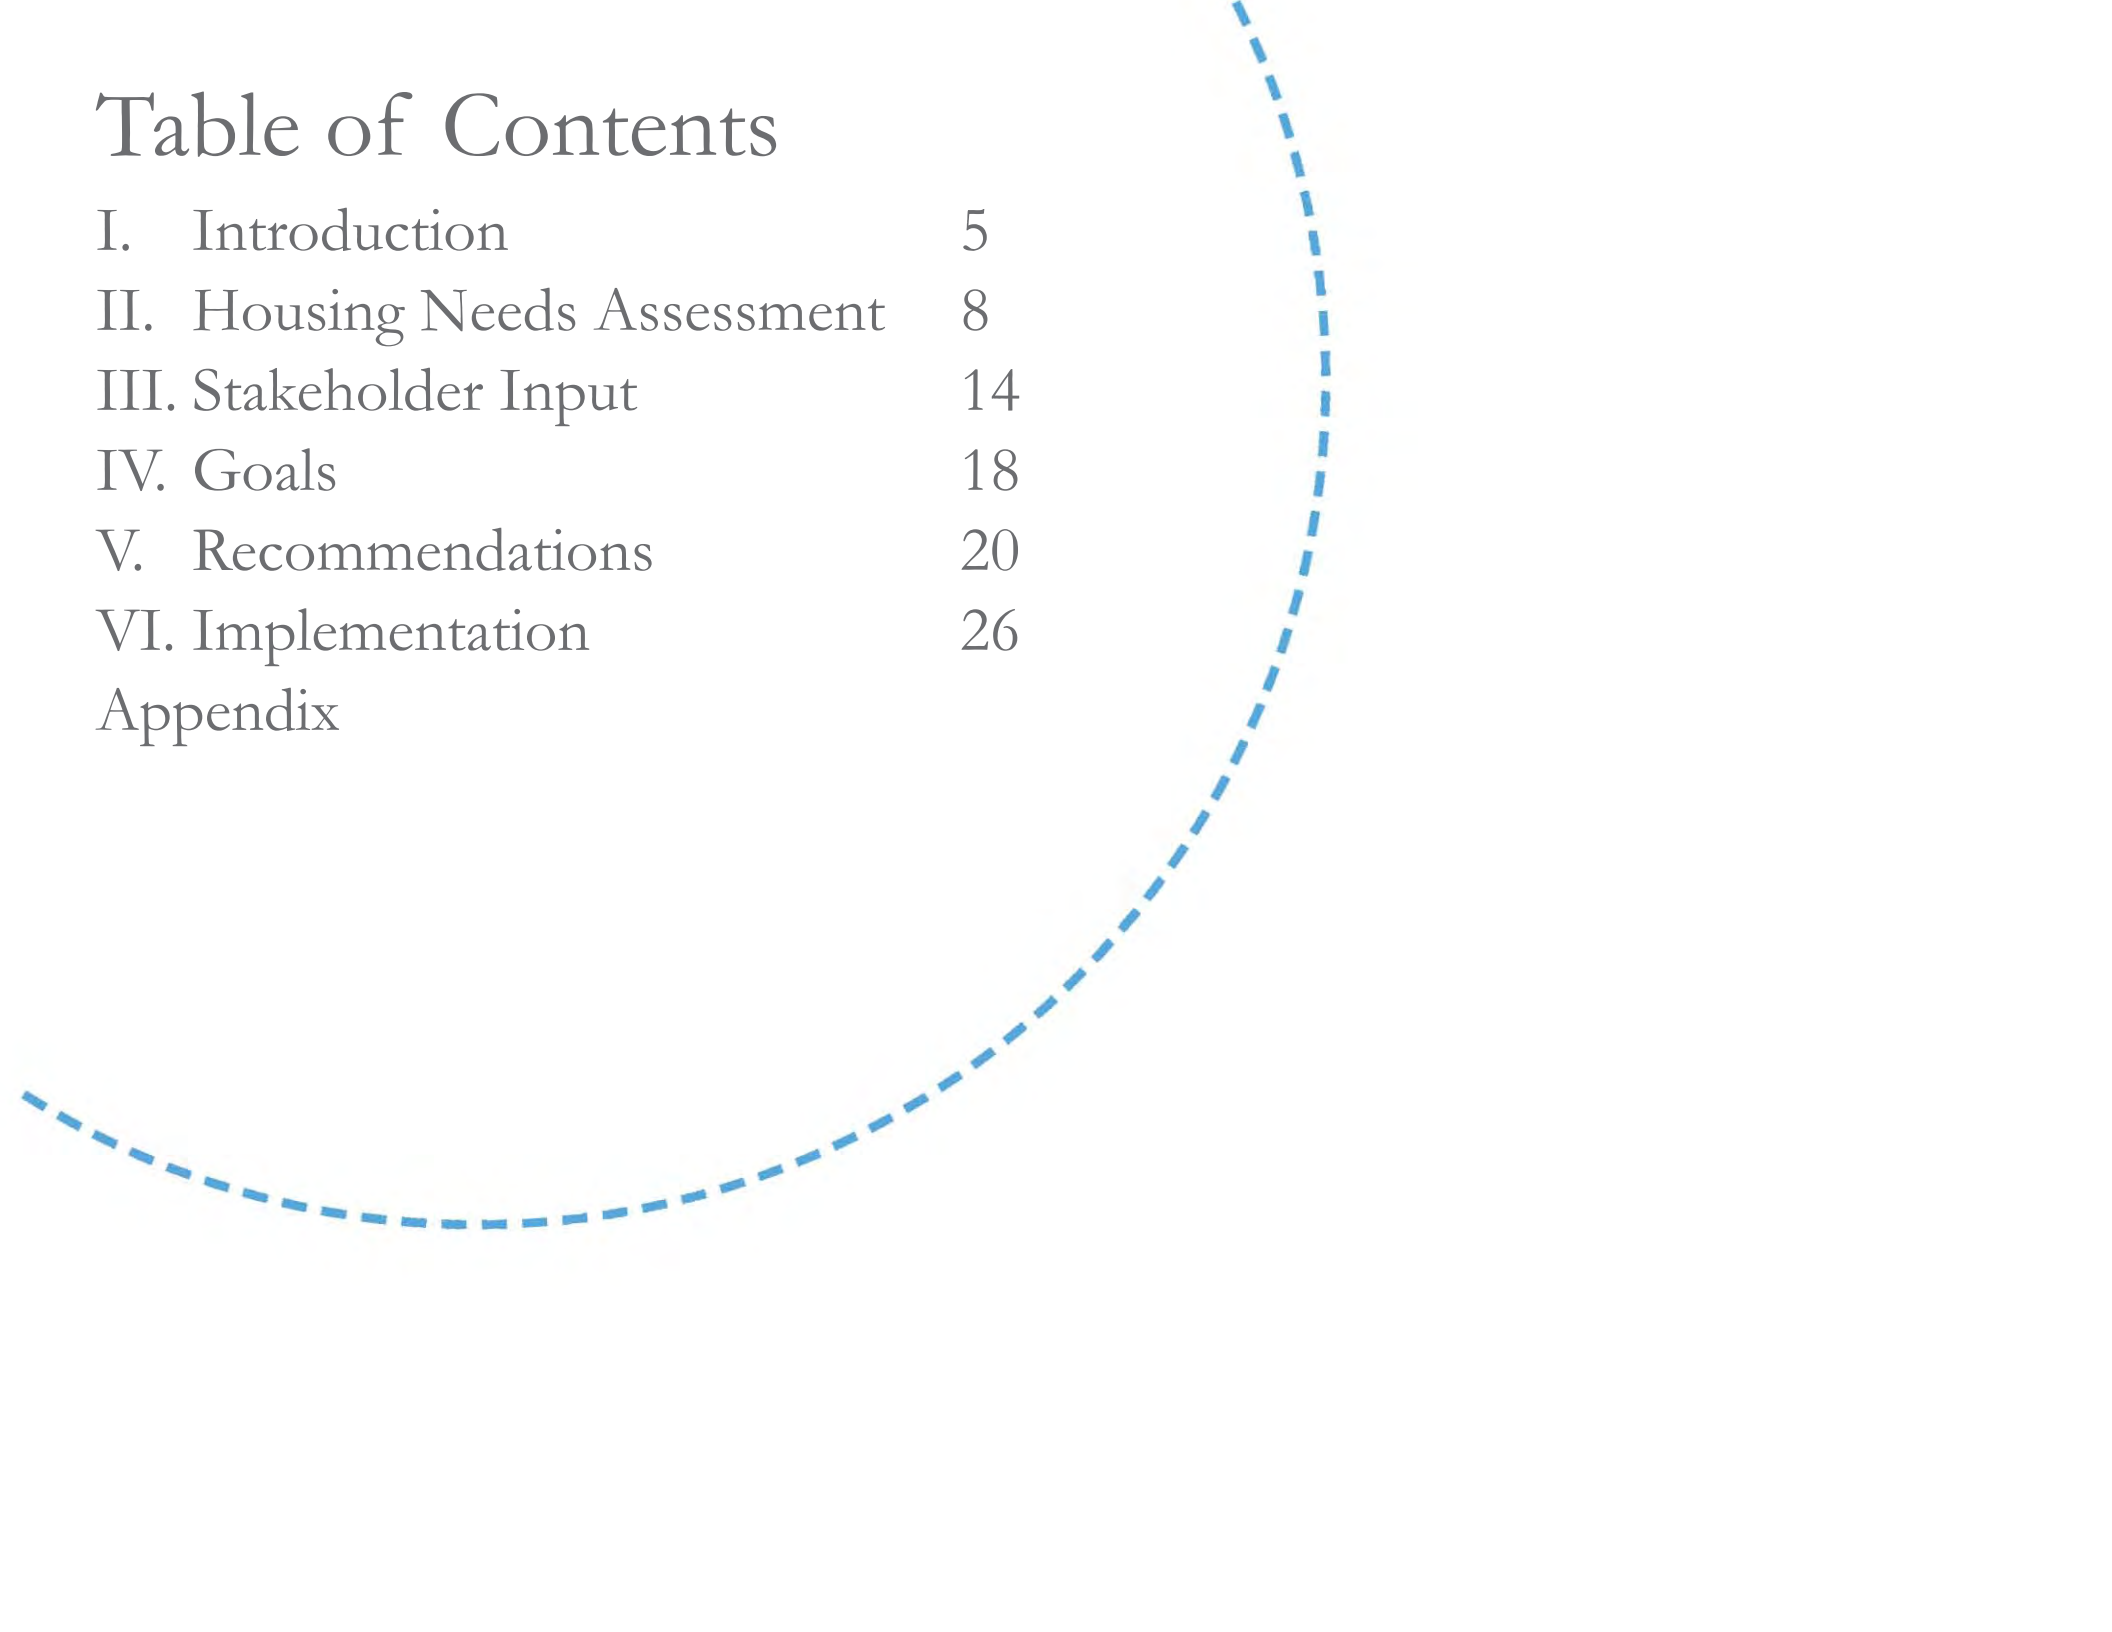 Table of Contents
I. Introduction 5
II. Housing Needs Assessment 8
III. Stakeholder Input 14
IV. Goals 18
V. Recommendations 20
VI. Implementation 26
Appendix